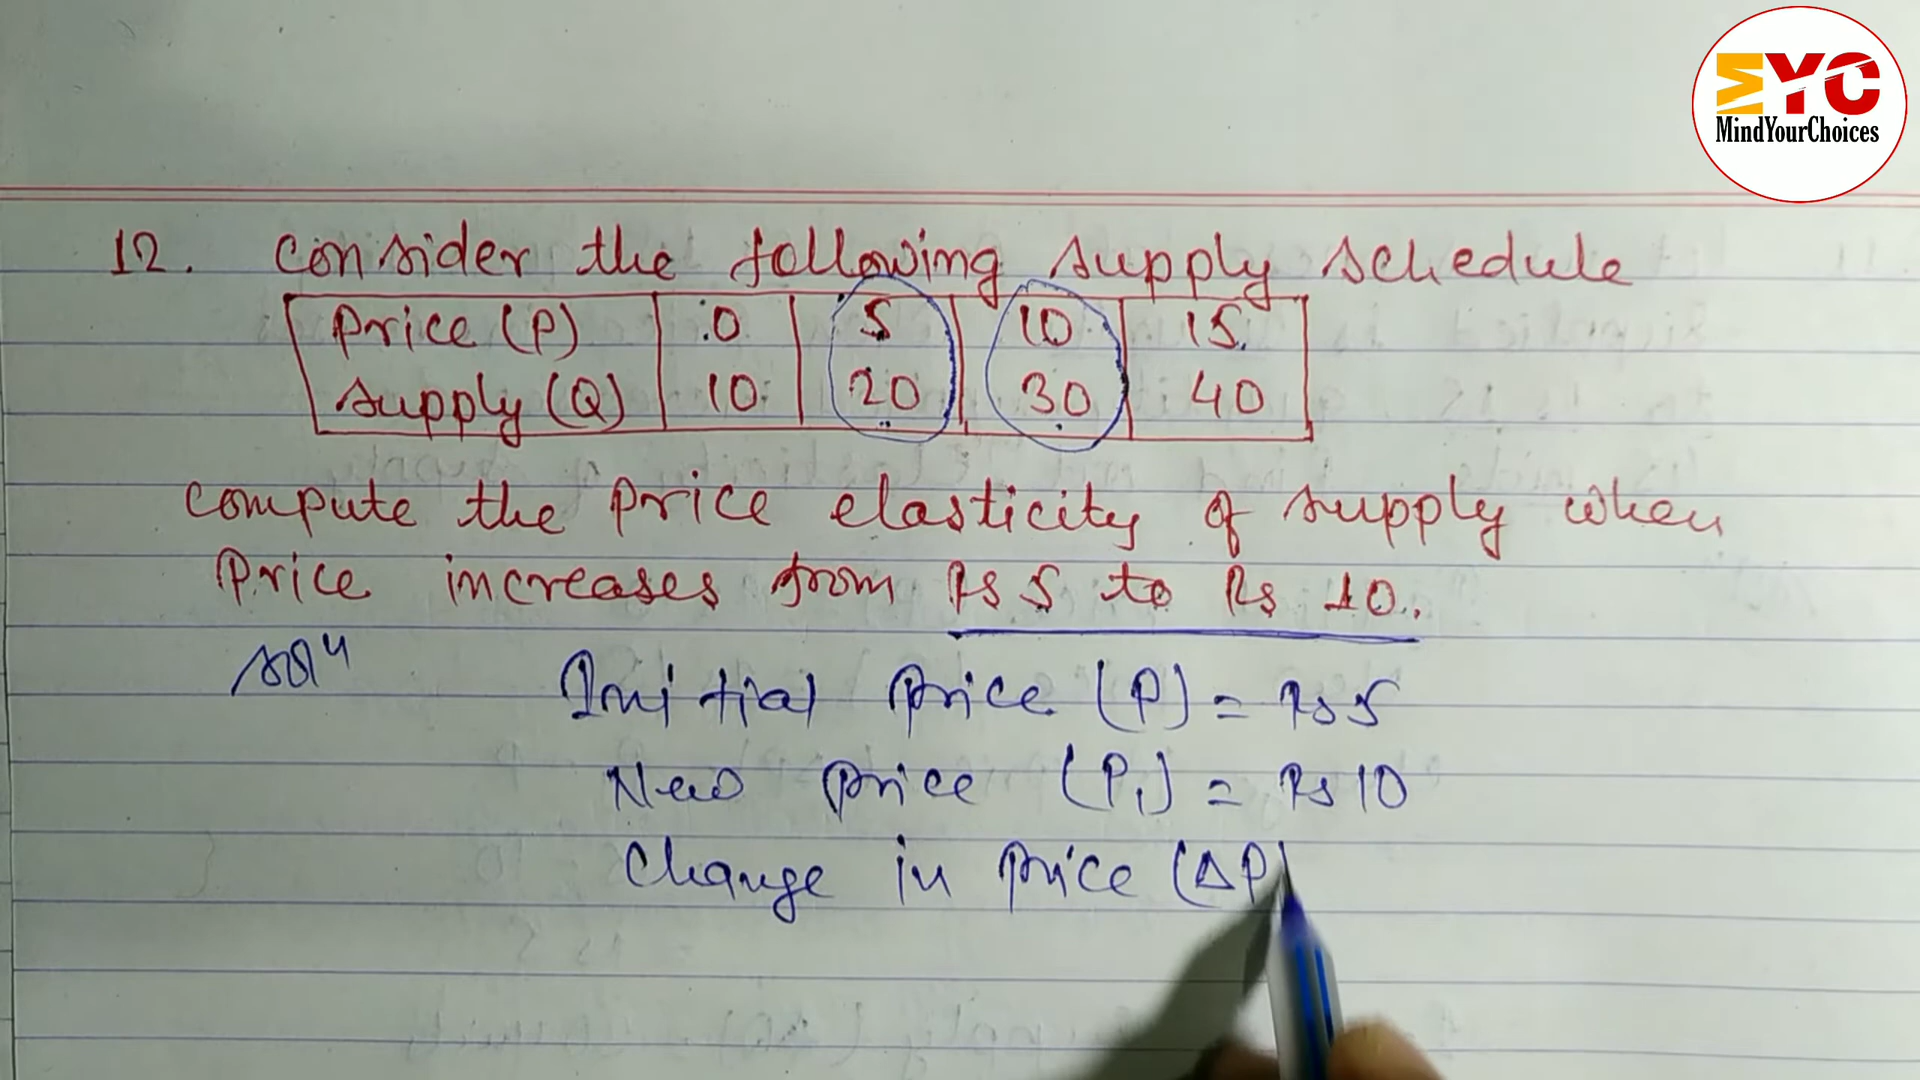 MYC
MindYourChoices
12. Consider the following supply schedule
Price (P) 0 5 10 15
Supply (Q) 10 20 30 40
compute the price elasticity of supply when
Price increases from Rs 5 to Rs 10.
Initial Price (P) = Rs 5
New Price (P1) = Rs 10
Change in Price (ΔP)